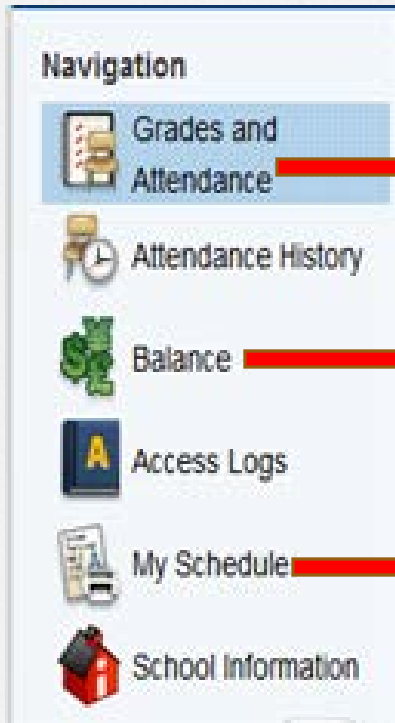 Navigation
Grades and
Attendance
Attendance History
Balance
A
Access Logs
My Schedule
School Information